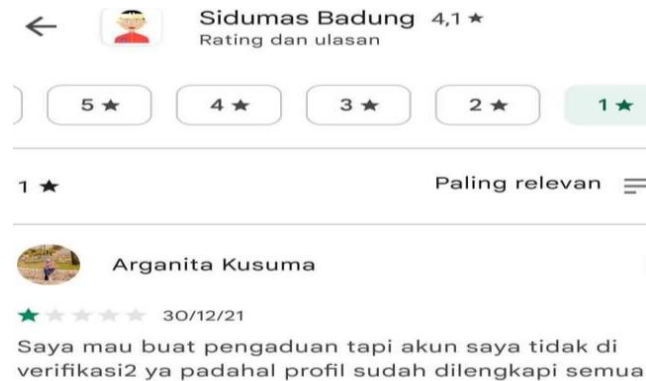 Sidumas Badung 4,1 ★
Rating dan ulasan
5 ★ 4 ★ 3 ★ 2 ★ 1 ★
1 ★ Paling relevan
Arganita Kusuma
30/12/21
Saya mau buat pengaduan tapi akun saya tidak di
verifikasi2 ya padahal profil sudah dilengkapi semua